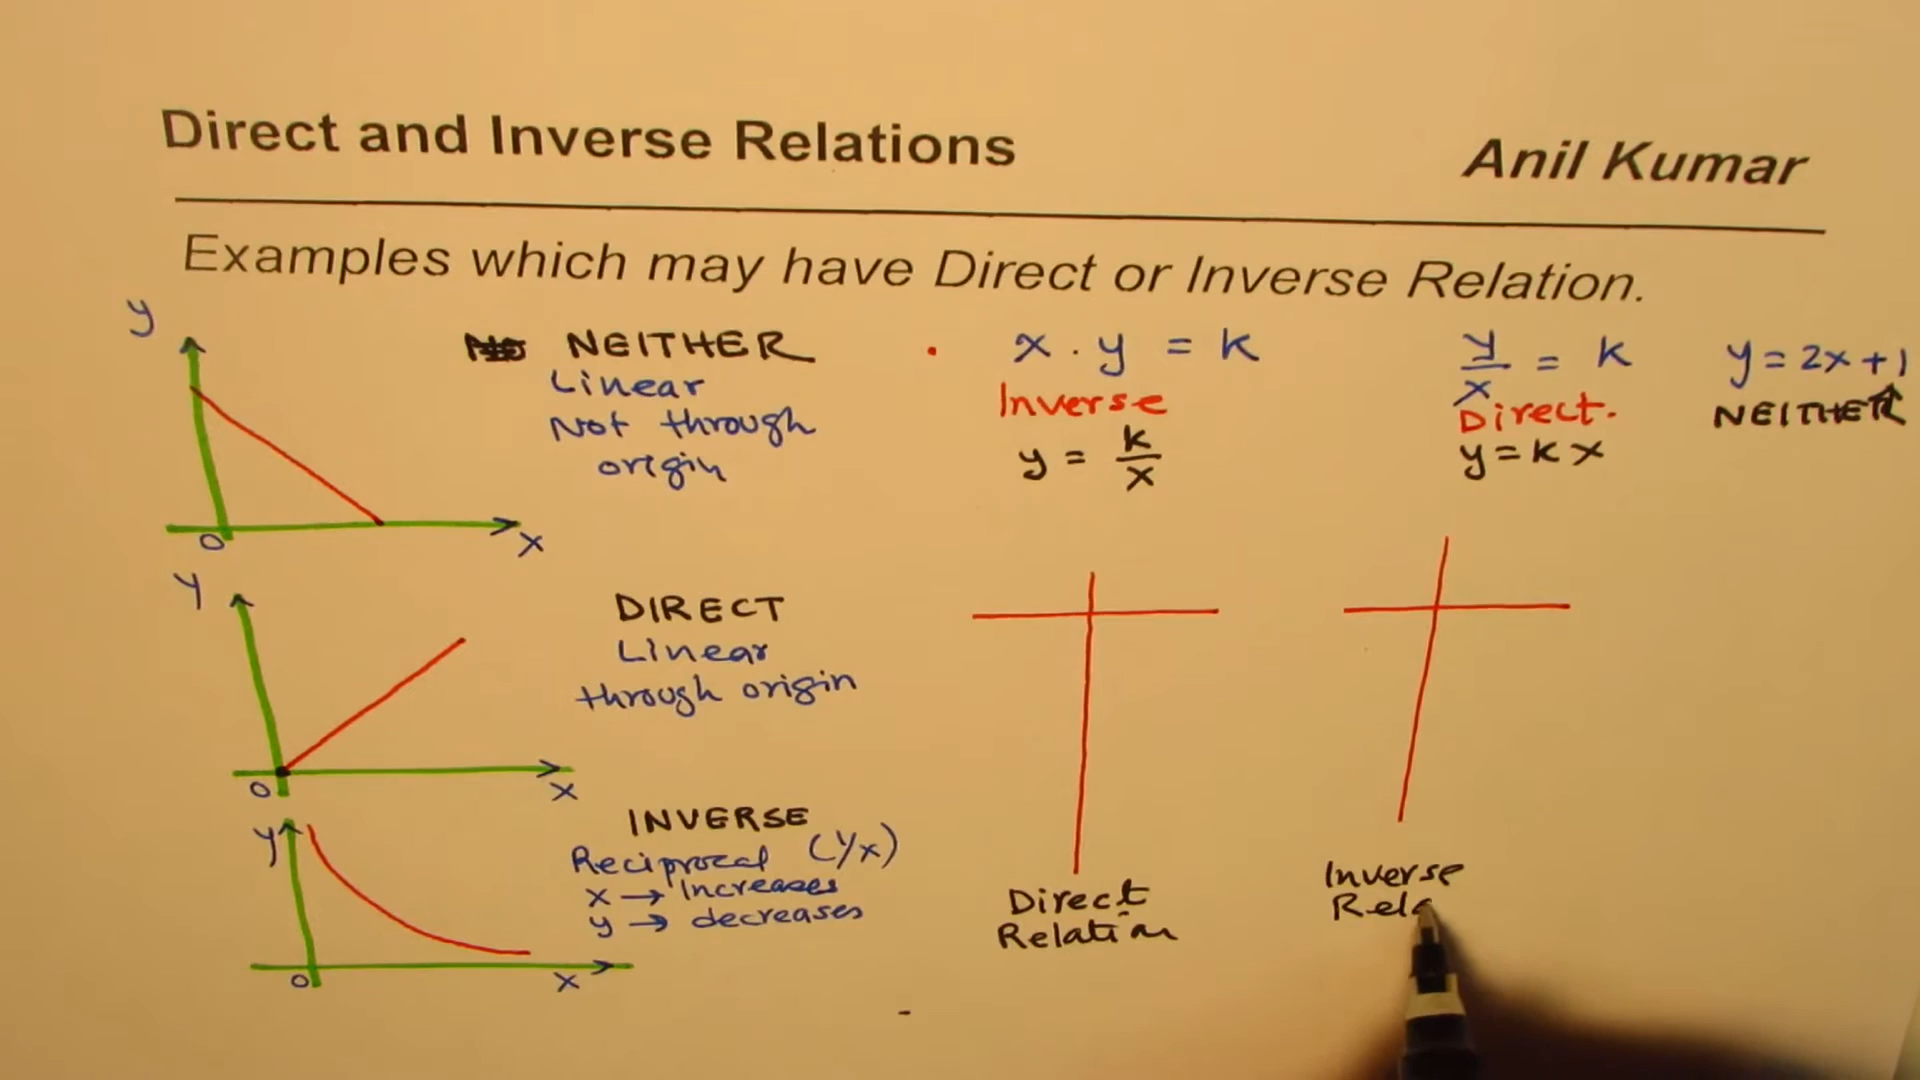 Direct and Inverse Relations
Anil Kumar
Examples which may have Direct or Inverse Relation.
y
NEITHER
Linear
Not through
origin
0
x
. x . y = k
Inverse
y = k/x
y/x = k
Direct.
y = k x
y = 2x + 1
NEITHER
y
DIRECT
Linear
through origin
0
x
y
INVERSE
Reciprocal (1/x)
x → Increases
y → decreases
0
x
Direct
Relation
Inverse
Rela